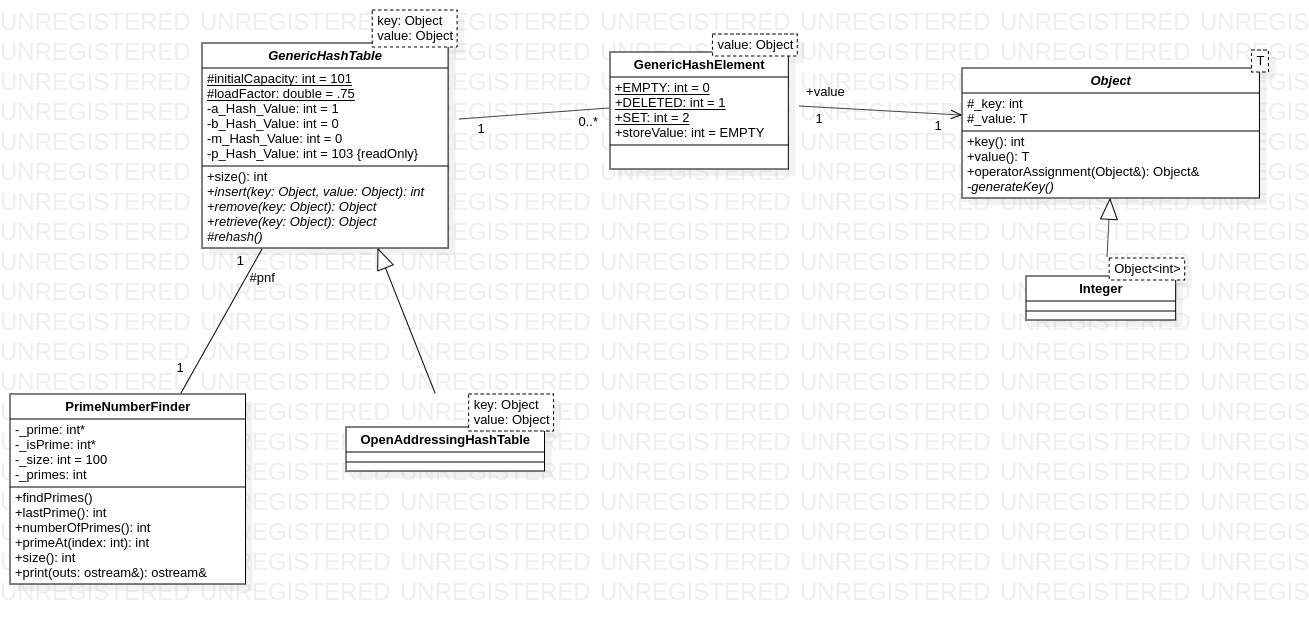 key: Object
value: Object
GenericHashTable
#initialCapacity: int = 101
#loadFactor: double = .75
-a_Hash_Value: int = 1
-b_Hash_Value: int = 0
-m_Hash_Value: int = 0
-p_Hash_Value: int = 103 {readOnly}
+size(): int
+insert(key: Object, value: Object): int
+remove(key: Object): Object
+retrieve(key: Object): Object
#rehash()
1
0..*
value: Object
GenericHashElement
+EMPTY: int = 0
+DELETED: int = 1
+SET: int = 2
+storeValue: int = EMPTY
+value
1
1
T
Object
#_key: int
#_value: T
+key(): int
+value(): T
+operatorAssignment(Object&): Object&
-generateKey()
Object<int>
Integer
1
#pnf
1
PrimeNumberFinder
-_prime: int*
-_isPrime: int*
-_size: int = 100
-_primes: int
+findPrimes()
+lastPrime(): int
+numberOfPrimes(): int
+primeAt(index: int): int
+size(): int
+print(outs: ostream&): ostream&
key: Object
value: Object
OpenAddressingHashTable
UNREGISTERED